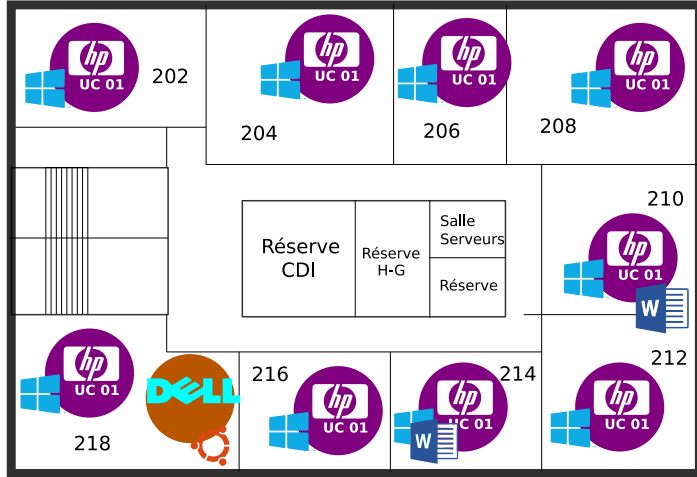 hp
UC 01
202
hp
UC 01
204
hp
UC 01
206
hp
UC 01
208
210
hp
UC 01
W
Réserve
CDI
Réserve
H-G
Salle
Serveurs
Réserve
hp
UC 01
218
DELL
216
hp
UC 01
214
hp
UC 01
W
212
hp
UC 01